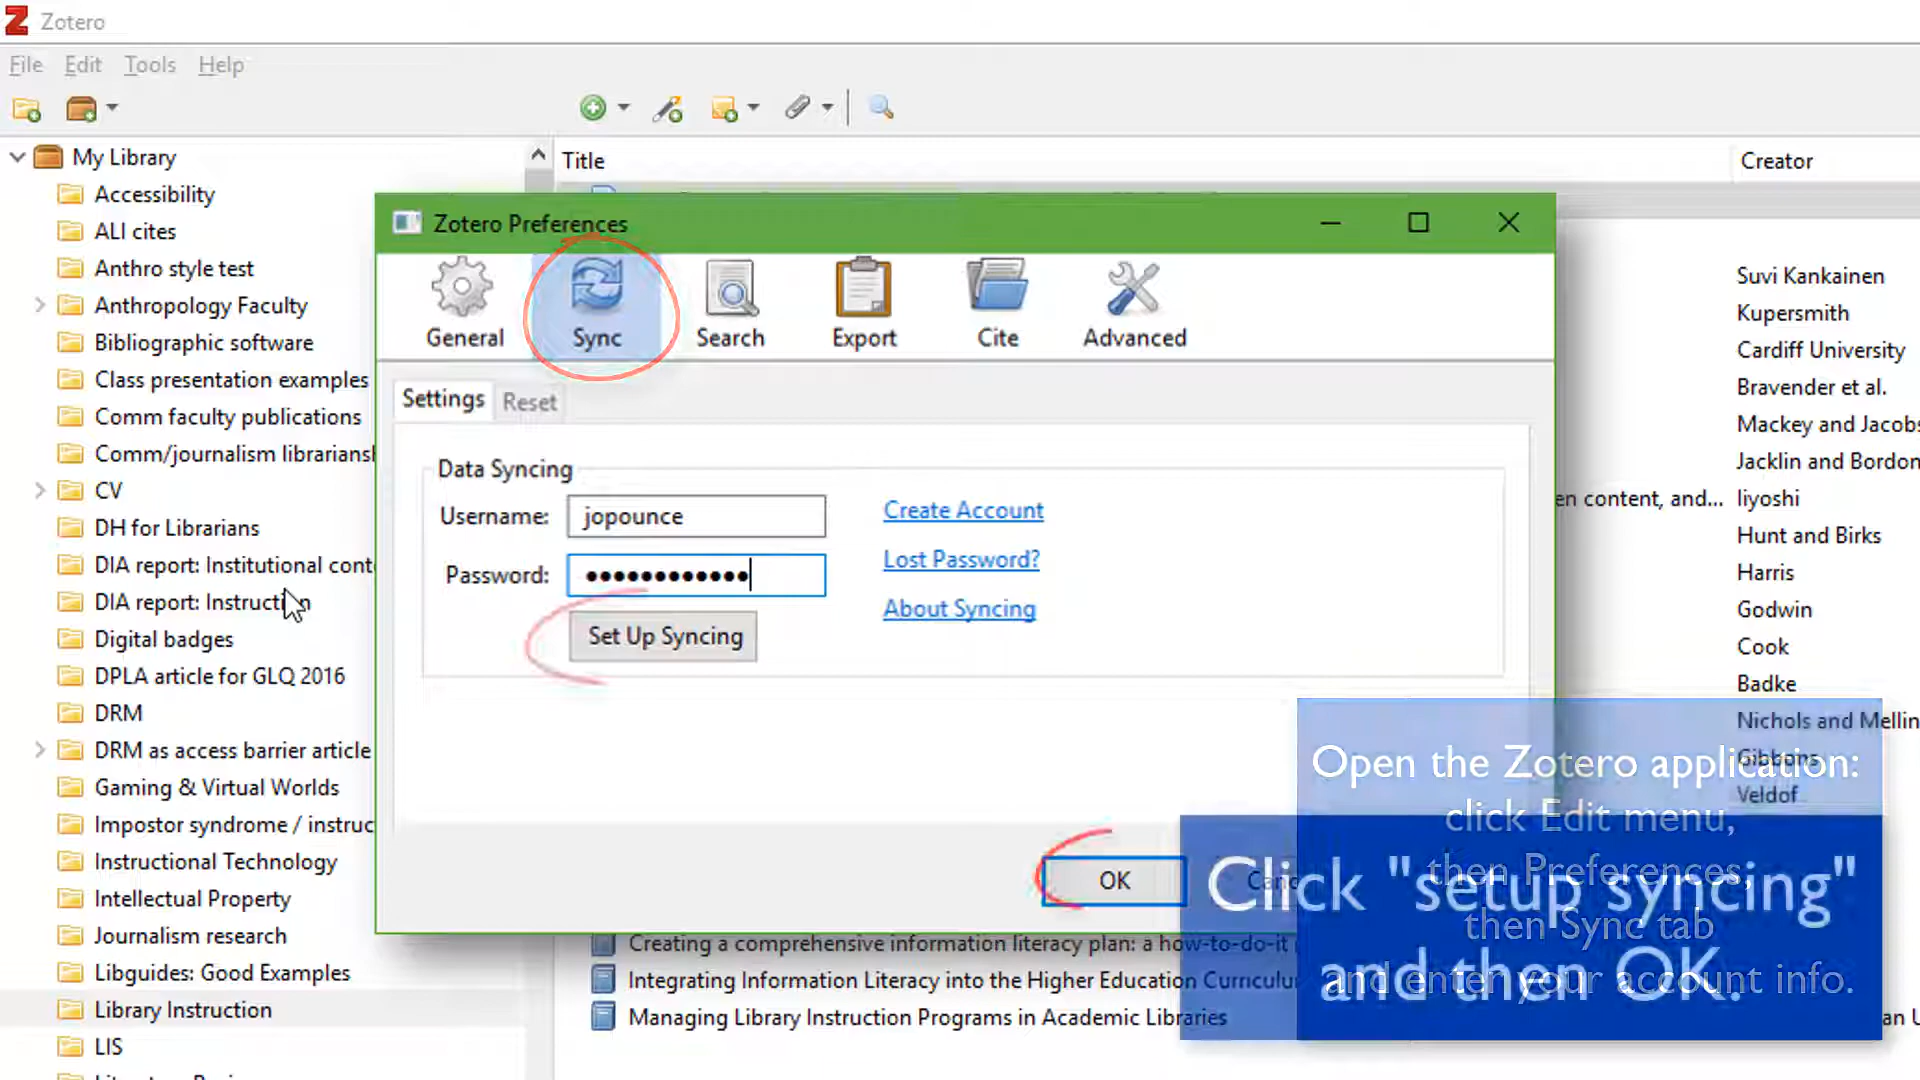 Zotero
File Edit Tools Help
My Library
Accessibility
ALI cites
Anthro style test
Anthropology Faculty
Bibliographic software
Class presentation examples
Comm faculty publications
Comm/journalism librariansh
CV
DH for Librarians
DIA report: Institutional conte
DIA report: Instruction
Digital badges
DPLA article for GLQ 2016
DRM
DRM as access barrier article
Gaming & Virtual Worlds
Impostor syndrome / instruc
Instructional Technology
Intellectual Property
Journalism research
Libguides: Good Examples
Library Instruction
LIS
Title
Creator
Zotero Preferences
General Sync Search Export Cite Advanced
Settings Reset
Data Syncing
Username: jopounce
Password:
Create Account
Lost Password?
About Syncing
Set Up Syncing
OK
Suvi Kankainen
Kupersmith
Cardiff University
Bravender et al.
Mackey and Jacobs
Jacklin and Bordon
en content, and... Iiyoshi
Hunt and Birks
Harris
Godwin
Cook
Badke
Nichols and Mellin
Gibbons
Veldof
Creating a comprehensive information literacy plan: a how-to-do-it
Integrating Information Literacy into the Higher Education Curriculu
Managing Library Instruction Programs in Academic Libraries
an U
Open the Zotero application:
click Edit menu,
then Preferences,
then Sync tab
and enter your account info.
Click "setup syncing"
and then OK.